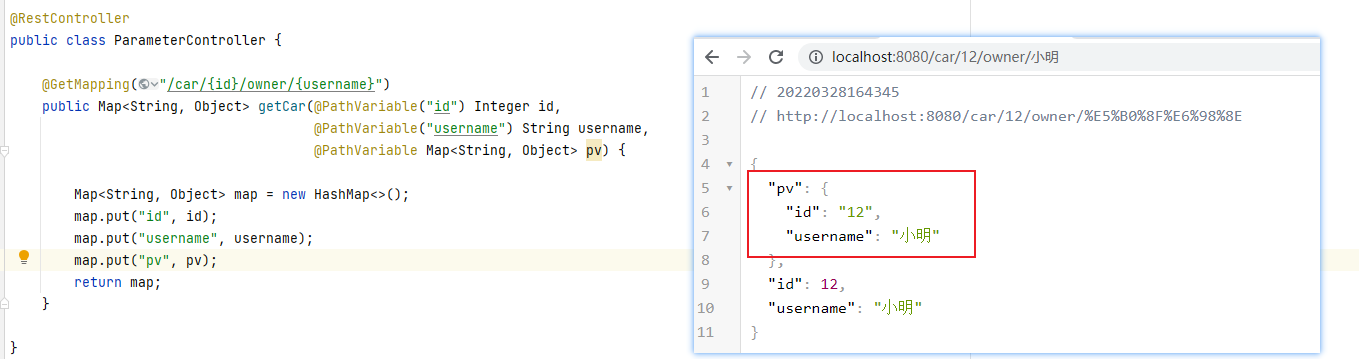 @RestController
public class ParameterController {
@GetMapping("/car/{id}/owner/{username}")
public Map<String, Object> getCar(@PathVariable("id") Integer id,
@PathVariable("username") String username,
@PathVariable Map<String, Object> pv) {
Map<String, Object> map = new HashMap<>();
map.put("id", id);
map.put("username", username);
map.put("pv", pv);
return map;
}
}
localhost:8080/car/12/owner/小明
1 // 20220328164345
2 // http://localhost:8080/car/12/owner/%E5%B0%8F%E6%98%8E
3
4 {
5 "pv": {
6 "id": "12",
7 "username": "小明"
8 },
9 "id": 12,
10 "username": "小明"
11 }